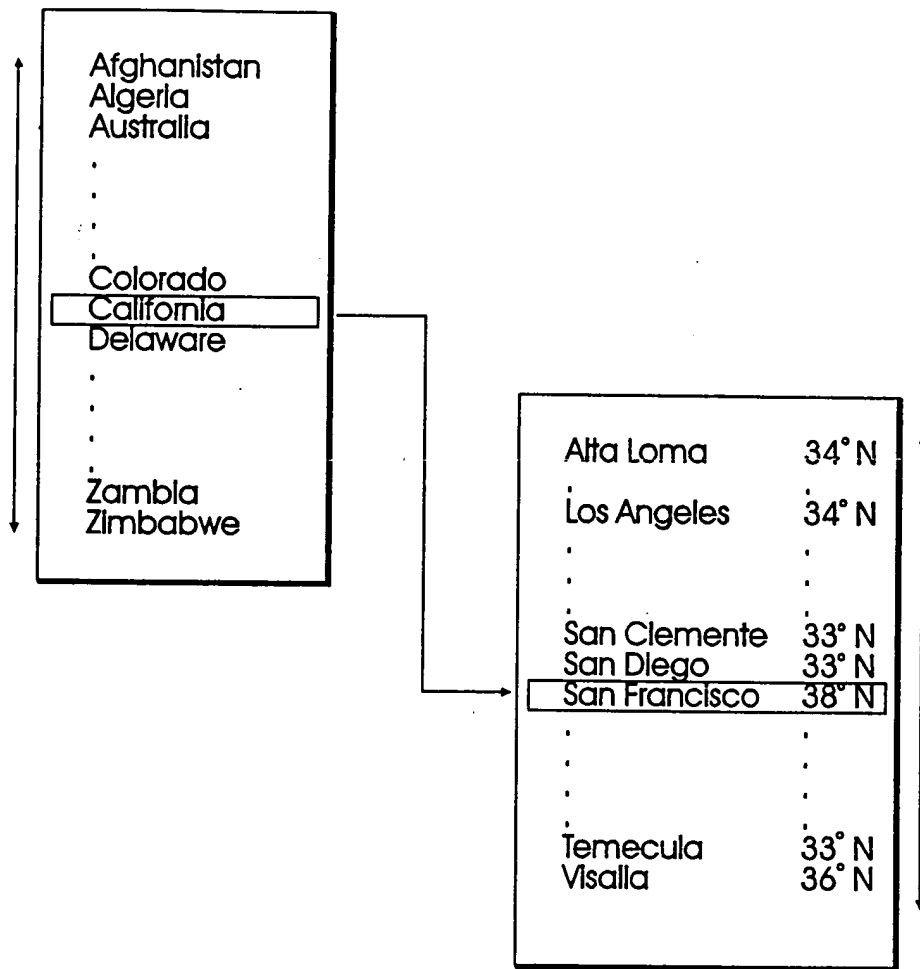 Afghanistan
Algeria
Australia
Colorado
California
Delaware
Zambia
Zimbabwe
Alta Loma 34° N
Los Angeles 34° N
San Clemente 33° N
San Diego 33° N
San Francisco 38° N
Temecula 33° N
Visalia 36° N